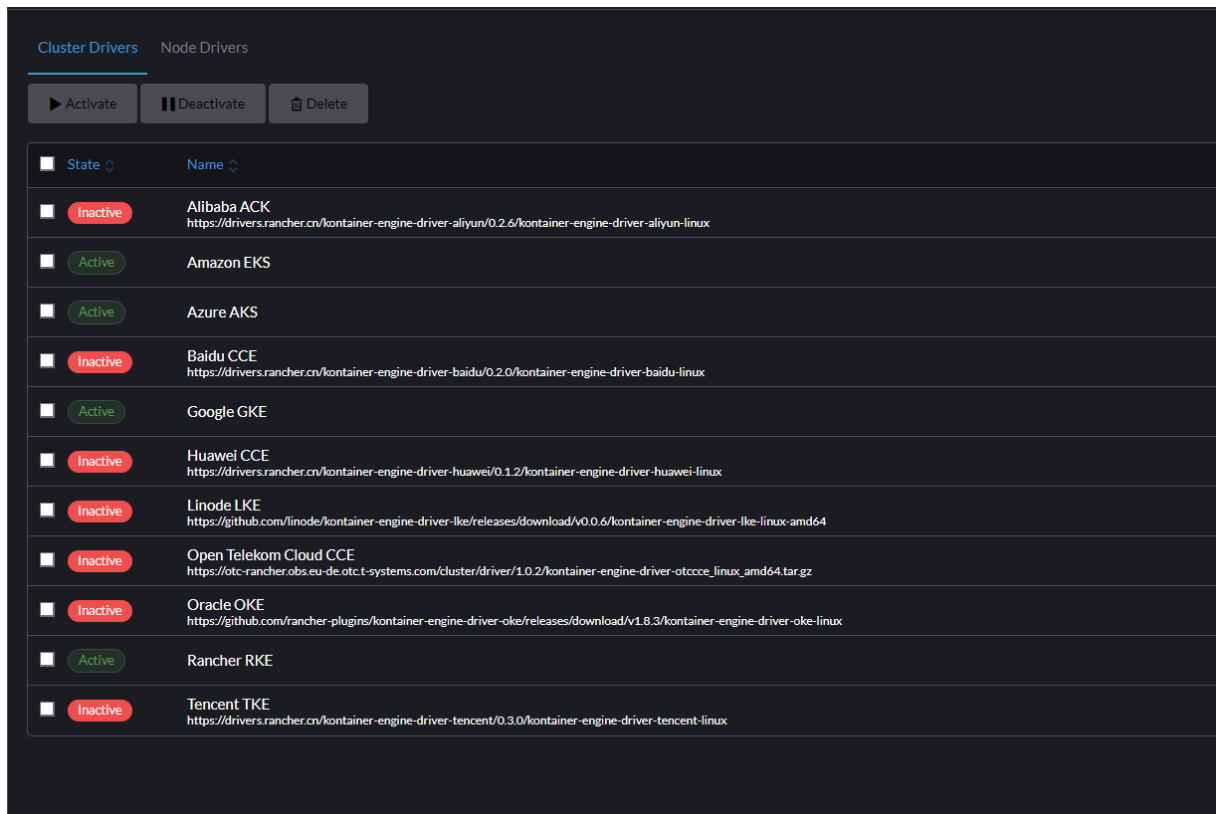 Cluster Drivers Node Drivers
Activate Deactivate Delete
State Name
Inactive Alibaba ACK
https://drivers.rancher.cn/kontainer-engine-driver-aliyun/0.2.6/kontainer-engine-driver-aliyun-linux
Active Amazon EKS
Active Azure AKS
Inactive Baidu CCE
https://drivers.rancher.cn/kontainer-engine-driver-baidu/0.2.0/kontainer-engine-driver-baidu-linux
Active Google GKE
Inactive Huawei CCE
https://drivers.rancher.cn/kontainer-engine-driver-huawei/0.1.2/kontainer-engine-driver-huawei-linux
Inactive Linode LKE
https://github.com/linode/kontainer-engine-driver-lke/releases/download/v0.0.6/kontainer-engine-driver-lke-linux-amd64
Inactive Open Telekom Cloud CCE
https://otc-rancher.obs.eu-de.otc.t-systems.com/cluster/driver/1.0.2/kontainer-engine-driver-otccce_linux_amd64.tar.gz
Inactive Oracle OKE
https://github.com/rancher-plugins/kontainer-engine-driver-oke/releases/download/v1.8.3/kontainer-engine-driver-oke-linux
Active Rancher RKE
Inactive Tencent TKE
https://drivers.rancher.cn/kontainer-engine-driver-tencent/0.3.0/kontainer-engine-driver-tencent-linux